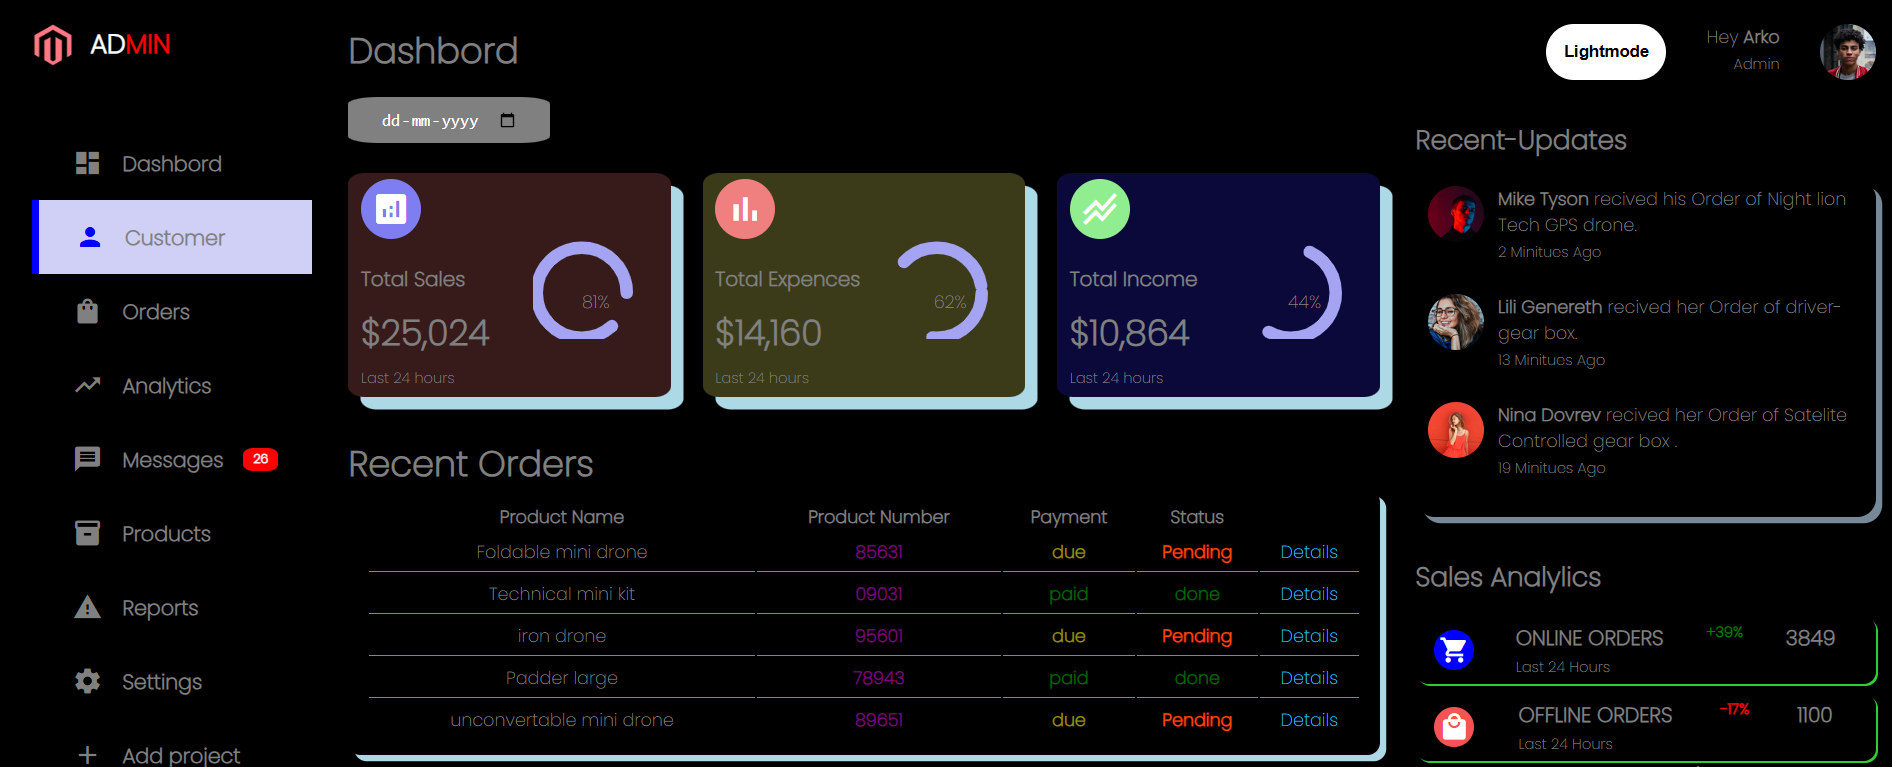 ADMIN
Dashbord
Customer
Orders
Analytics
Messages 26
Products
Reports
Settings
Add project
Dashbord
dd-mm-yyyy
Total Sales
81%
$25,024
Last 24 hours
Total Expences
62%
$14,160
Last 24 hours
Total Income
44%
$10,864
Last 24 hours
Recent Orders
Product Name Product Number Payment Status
Foldable mini drone 85631 due Pending Details
Technical mini kit 09031 paid done Details
iron drone 95601 due Pending Details
Padder large 78943 paid done Details
unconvertable mini drone 89651 due Pending Details
Lightmode
Hey Arko
Admin
Recent-Updates
Mike Tyson recived his Order of Night lion
Tech GPS drone.
2 Minitues Ago
Lili Genereth recived her Order of driver-
gear box.
13 Minitues Ago
Nina Dovrev recived her Order of Satelite
Controlled gear box .
19 Minitues Ago
Sales Analylics
ONLINE ORDERS +39% 3849
Last 24 Hours
OFFLINE ORDERS -17% 1100
Last 24 Hours